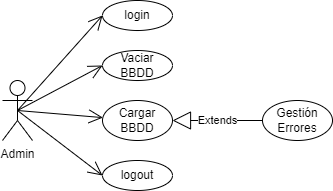 login
Vaciar
BBDD
Cargar
BBDD
Extends
Gestión
Errores
Admin
logout